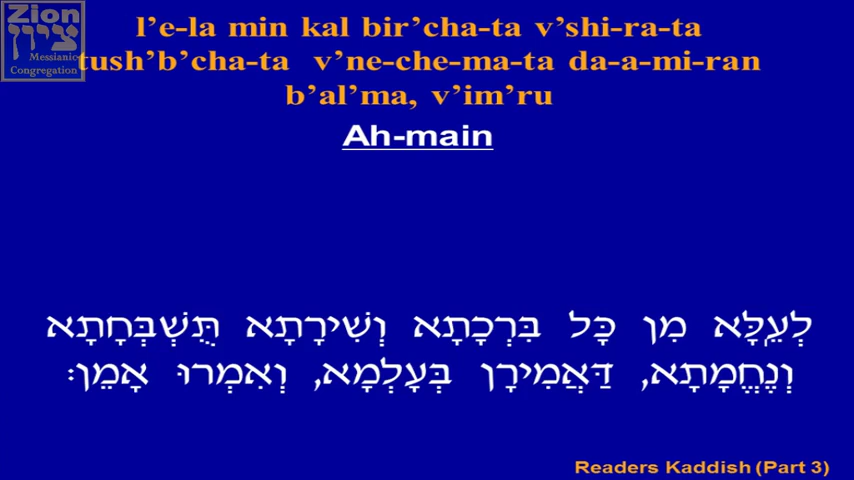 Zion
ציון
Messianic
Congregation
l’e-la min kal bir’cha-ta v’shi-ra-ta
tush’b’cha-ta v’ne-che-ma-ta da-a-mi-ran
b’al’ma, v’im’ru
Ah-main
לְעֵֽלָּא מִן כָּל בִּרְכָתָא וְשִׁירָתָא תֻּשְׁבְּחָתָא
וְנֶחֱמָתָא, דַּאֲמִירָן בְּעָלְמָא, וְאִמְרוּ אָמֵן׃
Readers Kaddish (Part 3)